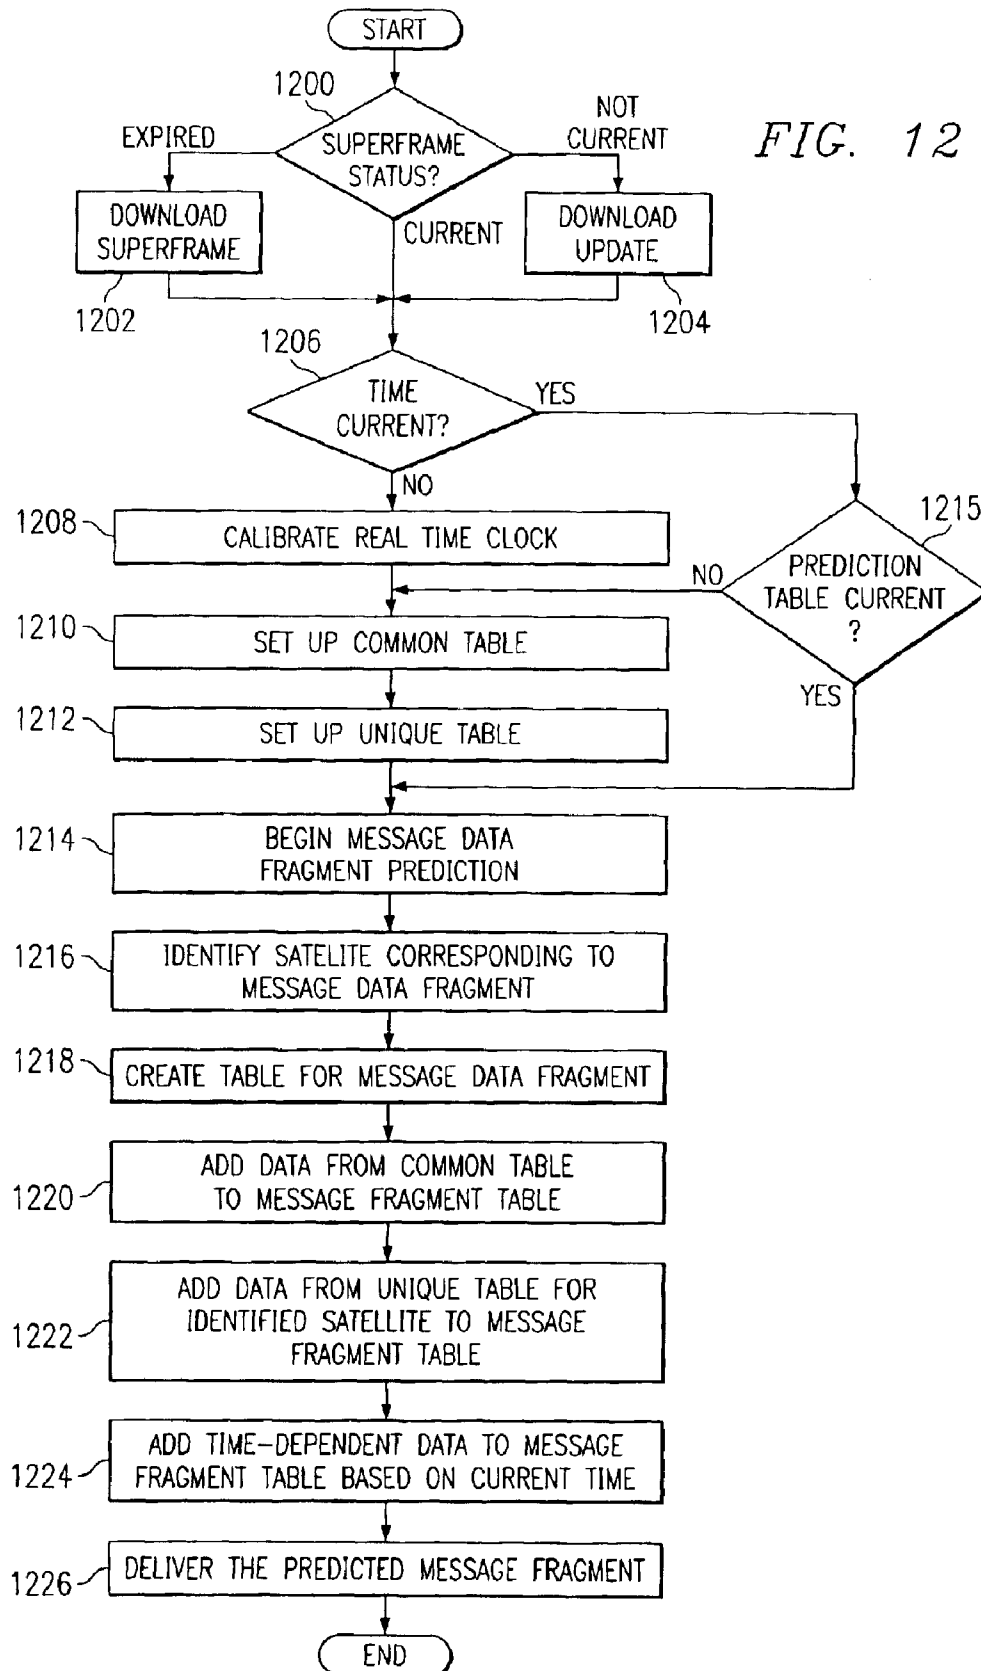 START
1200
SUPERFRAME
STATUS?
EXPIRED
NOT
CURRENT
FIG. 12
DOWNLOAD
SUPERFRAME
1202
CURRENT
DOWNLOAD
UPDATE
1204
1206
TIME
CURRENT?
YES
NO
1208
CALIBRATE REAL TIME CLOCK
1215
PREDICTION
TABLE CURRENT
?
NO
YES
1210
SET UP COMMON TABLE
1212
SET UP UNIQUE TABLE
1214
BEGIN MESSAGE DATA
FRAGMENT PREDICTION
1216
IDENTIFY SATELITE CORRESPONDING TO
MESSAGE DATA FRAGMENT
1218
CREATE TABLE FOR MESSAGE DATA FRAGMENT
1220
ADD DATA FROM COMMON TABLE
TO MESSAGE FRAGMENT TABLE
1222
ADD DATA FROM UNIQUE TABLE FOR
IDENTIFIED SATELLITE TO MESSAGE
FRAGMENT TABLE
1224
ADD TIME-DEPENDENT DATA TO MESSAGE
FRAGMENT TABLE BASED ON CURRENT TIME
1226
DELIVER THE PREDICTED MESSAGE FRAGMENT
END